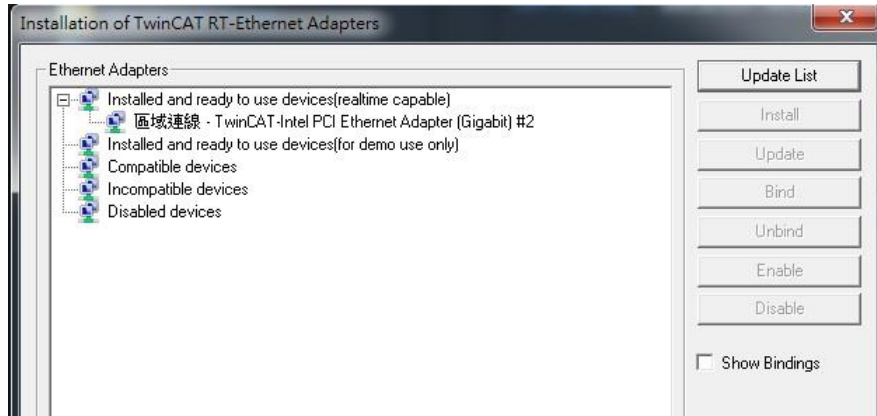 Installation of TwinCAT RT-Ethernet Adapters
Ethernet Adapters
Installed and ready to use devices(realtime capable)
區域連線 - TwinCAT-Intel PCI Ethernet Adapter (Gigabit) #2
Installed and ready to use devices(for demo use only)
Compatible devices
Incompatible devices
Disabled devices
Update List
Install
Update
Bind
Unbind
Enable
Disable
Show Bindings